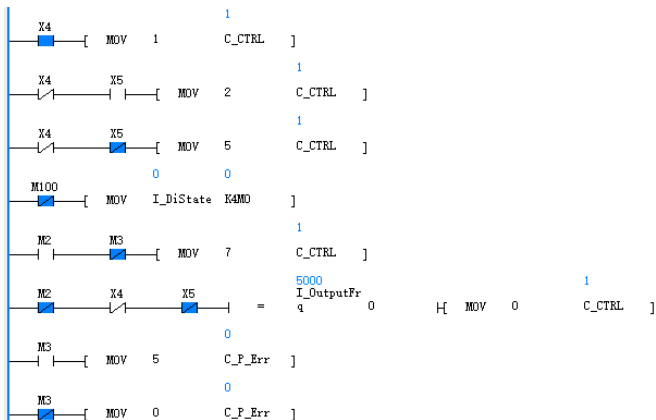 1
X4
[ MOV 1 C_CTRL ]
1
X4 X5
[ MOV 2 C_CTRL ]
1
X4 X5
[ MOV 5 C_CTRL ]
0 0
M100
[ MOV I_DiState K4M0 ]
1
M2 M3
[ MOV 7 C_CTRL ]
5000 1
M2 X4 X5 I_OutputFr
= q 0 [ MOV 0 C_CTRL ]
0
M3
[ MOV 5 C_P_Err ]
0
M3
[ MOV 0 C_P_Err ]